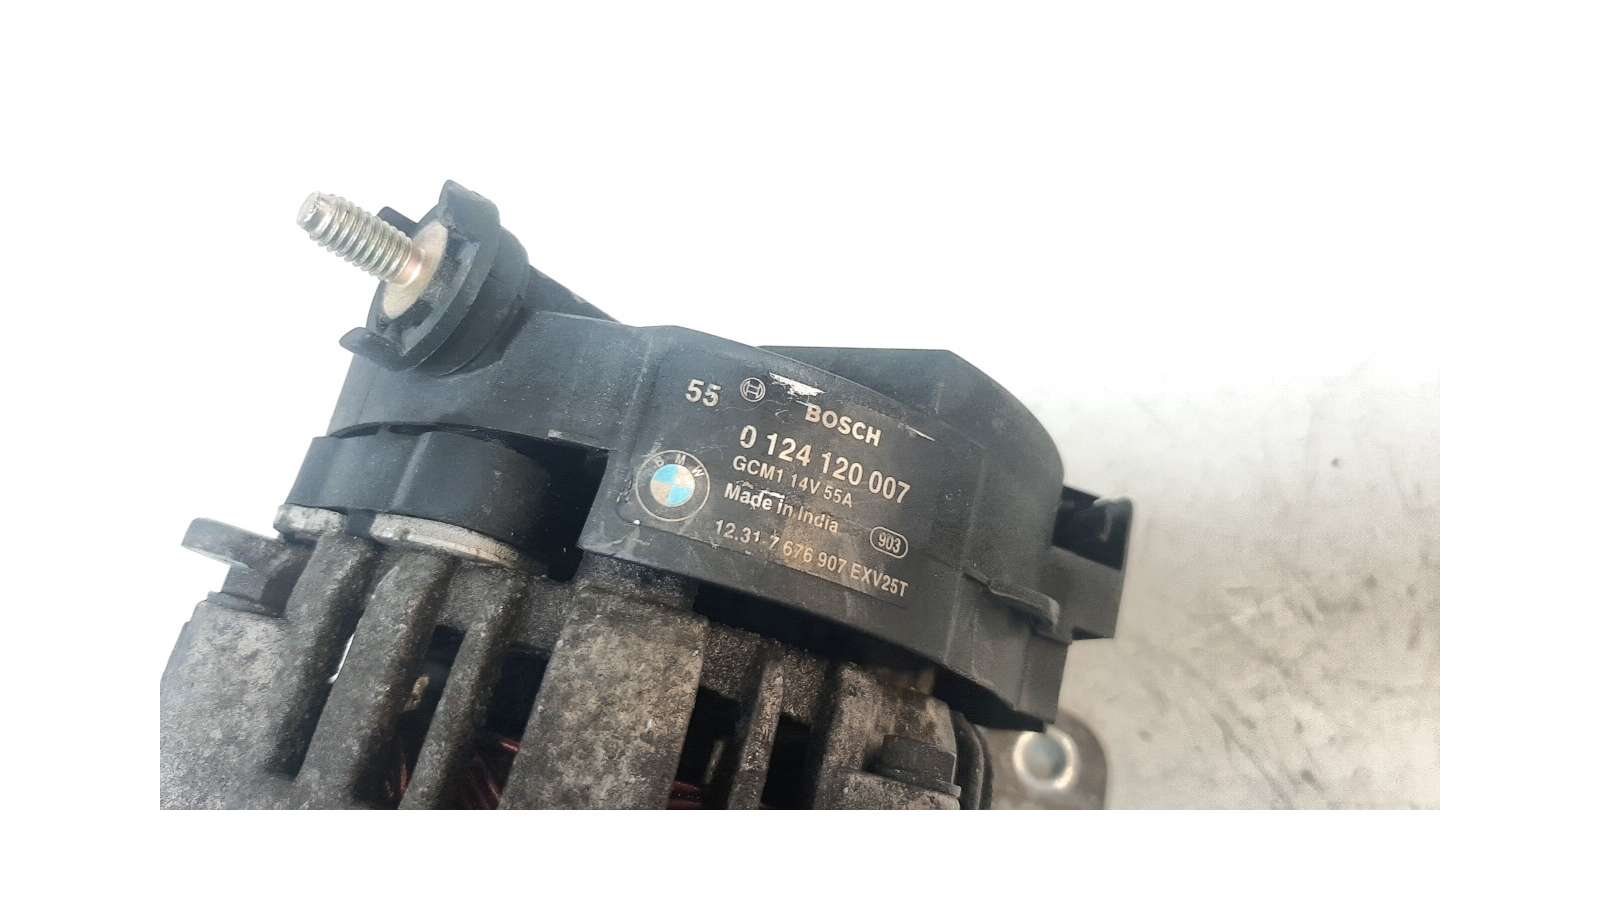 55 BOSCH
0 124 120 007
GCM1 14V 55A
BMW
Made in India
903
12.31.7 676 907 EXV25T